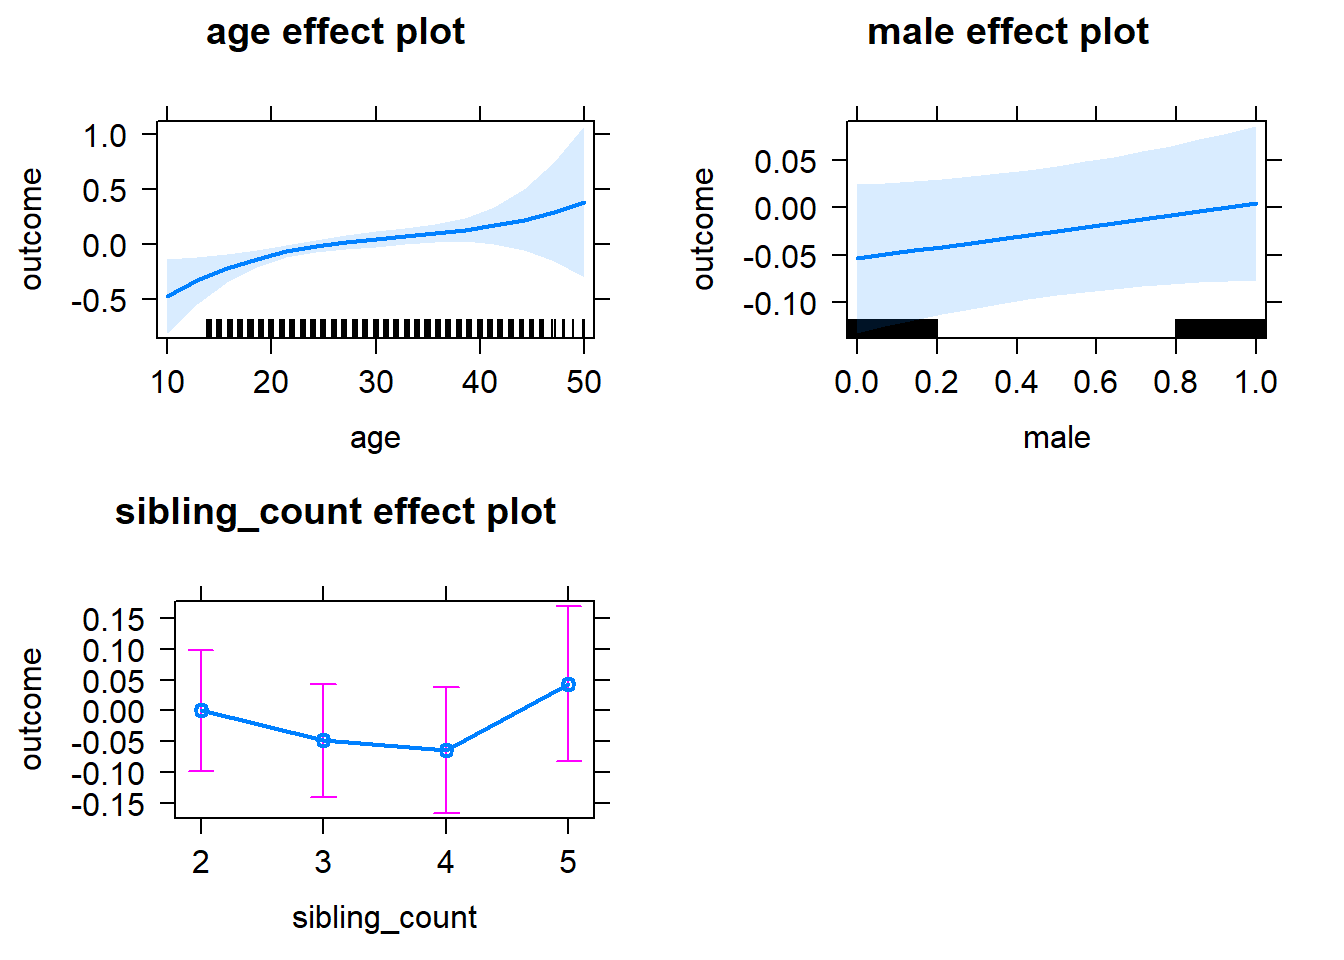 age effect plot
outcome
1.0
0.5
0.0
-0.5
10 20 30 40 50
age
male effect plot
outcome
0.05
0.00
-0.05
-0.10
0.0 0.2 0.4 0.6 0.8 1.0
male
sibling_count effect plot
outcome
0.15
0.10
0.05
0.00
-0.05
-0.10
-0.15
2 3 4 5
sibling_count